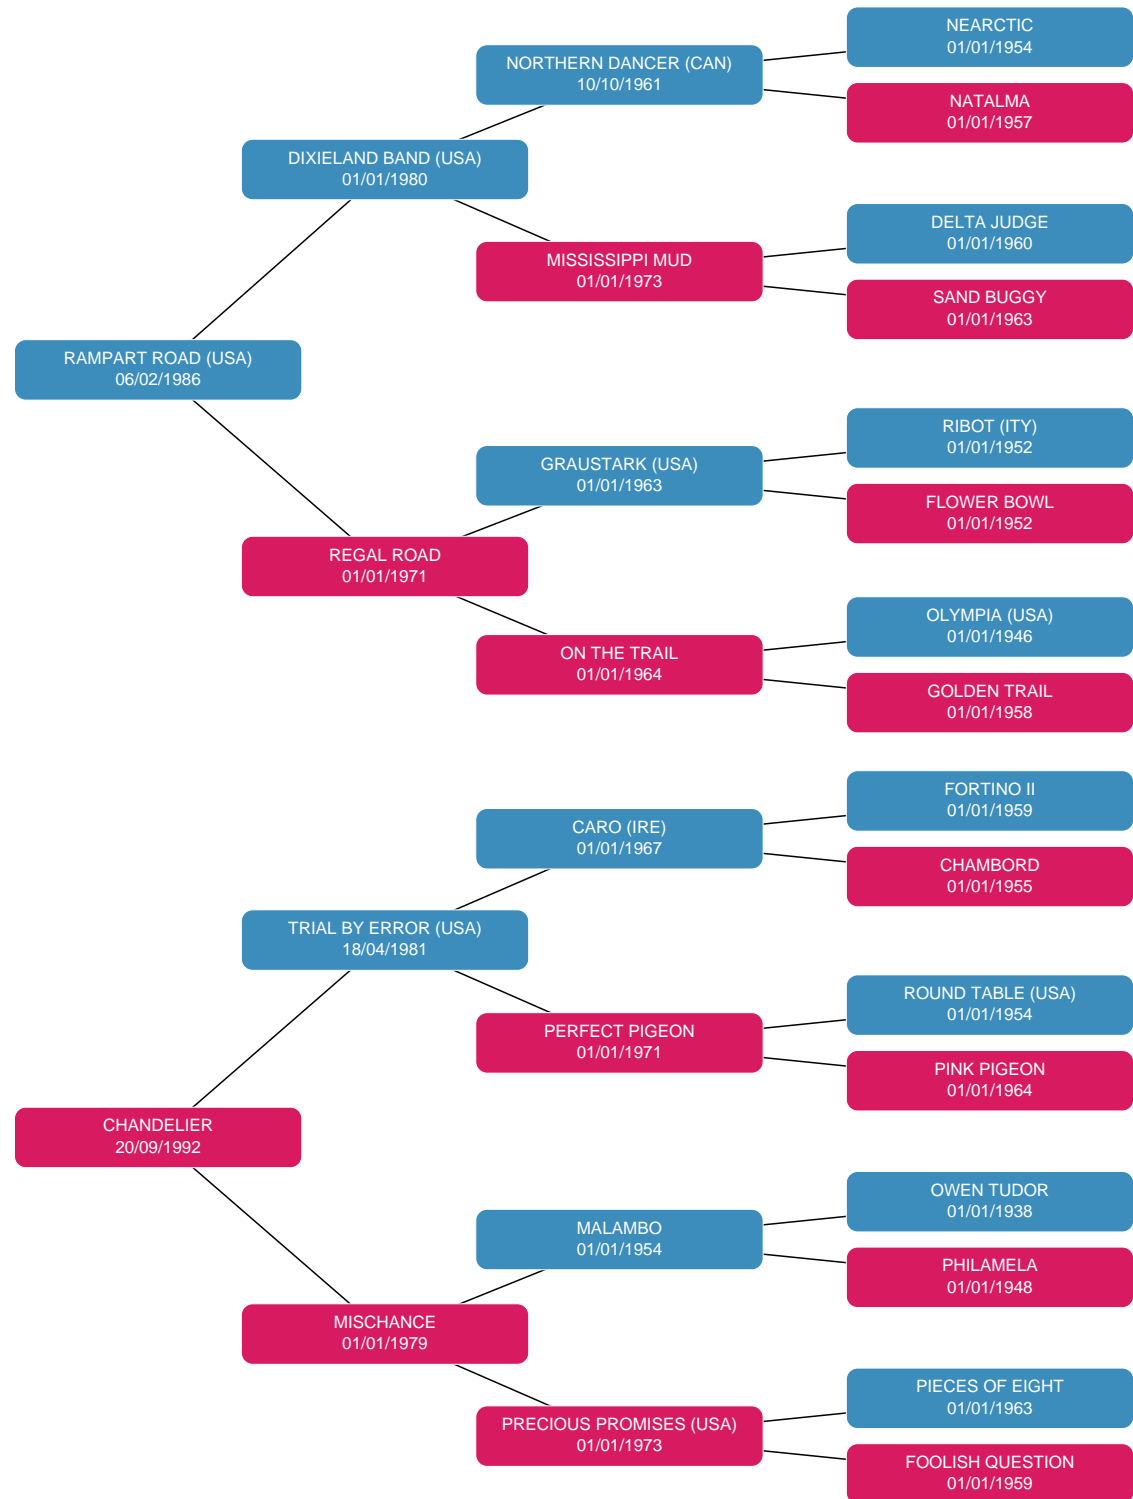 NEARCTIC
01/01/1954
NORTHERN DANCER (CAN)
10/10/1961
NATALMA
01/01/1957
DIXIELAND BAND (USA)
01/01/1980
DELTA JUDGE
01/01/1960
MISSISSIPPI MUD
01/01/1973
SAND BUGGY
01/01/1963
RAMPART ROAD (USA)
06/02/1986
RIBOT (ITY)
01/01/1952
GRAUSTARK (USA)
01/01/1963
FLOWER BOWL
01/01/1952
REGAL ROAD
01/01/1971
OLYMPIA (USA)
01/01/1946
ON THE TRAIL
01/01/1964
GOLDEN TRAIL
01/01/1958
FORTINO II
01/01/1959
CARO (IRE)
01/01/1967
CHAMBORD
01/01/1955
TRIAL BY ERROR (USA)
18/04/1981
ROUND TABLE (USA)
01/01/1954
PERFECT PIGEON
01/01/1971
PINK PIGEON
01/01/1964
CHANDELIER
20/09/1992
OWEN TUDOR
01/01/1938
MALAMBO
01/01/1954
PHILAMELA
01/01/1948
MISCHANCE
01/01/1979
PIECES OF EIGHT
01/01/1963
PRECIOUS PROMISES (USA)
01/01/1973
FOOLISH QUESTION
01/01/1959